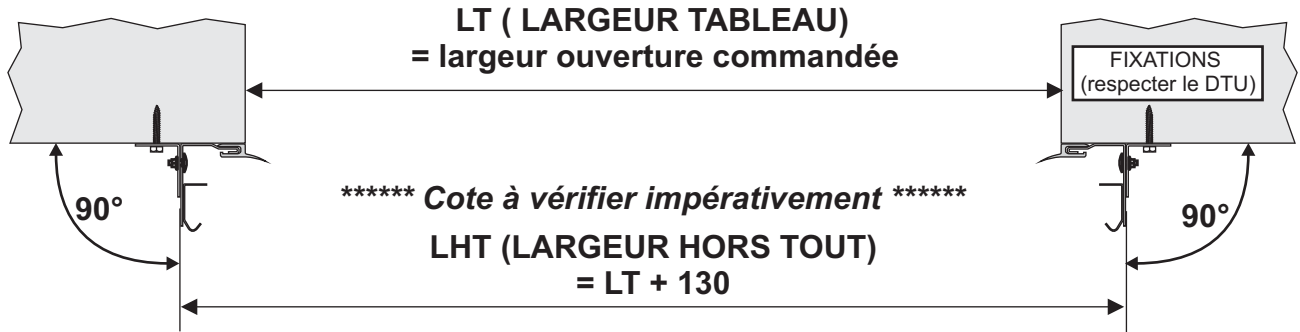 LT ( LARGEUR TABLEAU)
= largeur ouverture commandée
FIXATIONS
(respecter le DTU)
90°
****** Cote à vérifier impérativement ******
90°
LHT (LARGEUR HORS TOUT)
= LT + 130